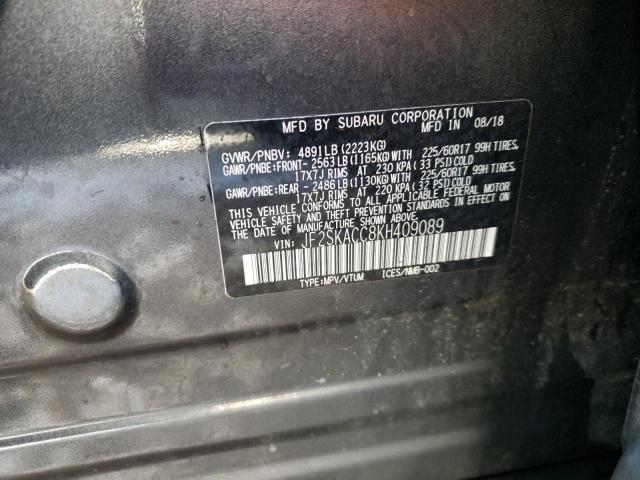 MFD BY SUBARU CORPORATION
MFD IN 08/18
GVWR/PNBV: 4891LB (2223KG)
GAWR/PNBE:FRONT- 2563LB(1165KG)WITH 225/60R17 99H TIRES,
17X7J RIMS AT 230 KPA (33 PSI)COLD
GAWR/PNBE:REAR - 2486LB(1130KG)WITH 225/60R17 99H TIRES,
17X7J RIMS AT 220 KPA(32 PSI)COLD
THIS VEHICLE CONFORMS TO ALL APPLICABLE FEDERAL MOTOR
VEHICLE SAFETY AND THEFT PREVENTION STANDARDS IN EFFECT ON
THE DATE OF MANUFACTURE SHOWN ABOVE.
VIN: JF2SKACC8KH409089
TYPE:MPV/VTUM ICES/NMB-002